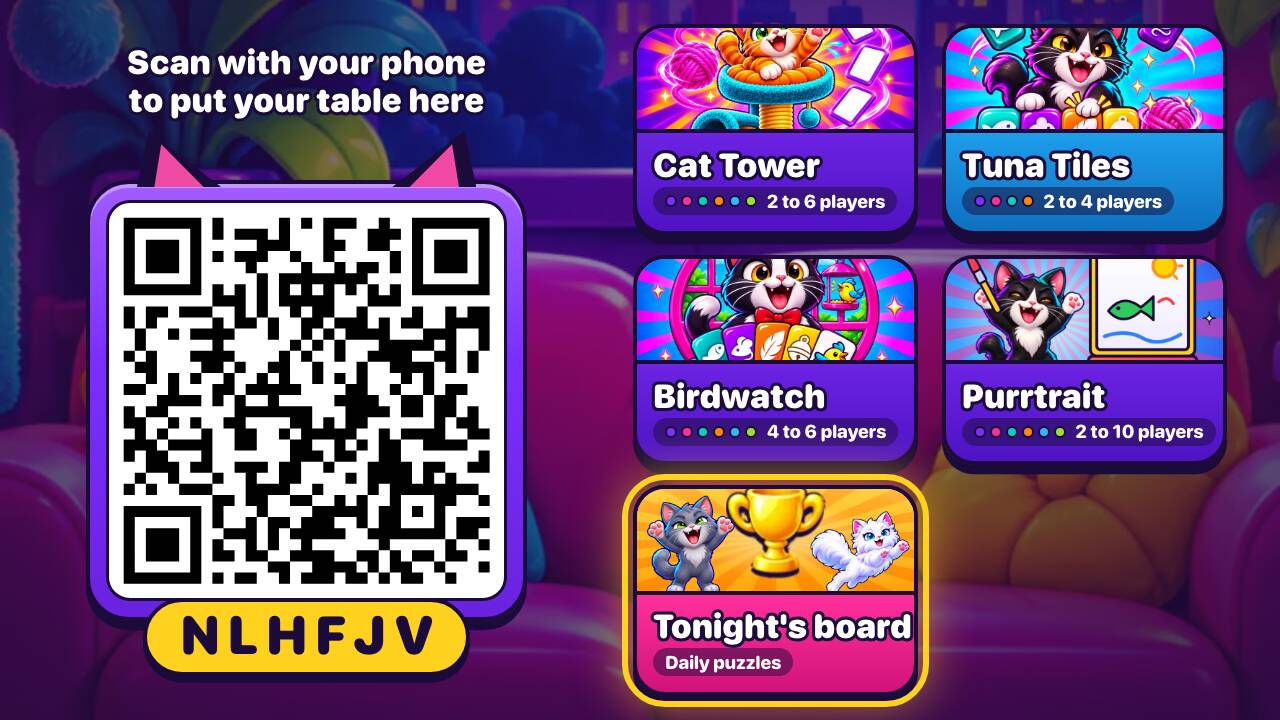 Scan with your phone
to put your table here
NLHFJV
Cat Tower
2 to 6 players
Tuna Tiles
2 to 4 players
Birdwatch
4 to 6 players
Purrtrait
2 to 10 players
Tonight's board
Daily puzzles